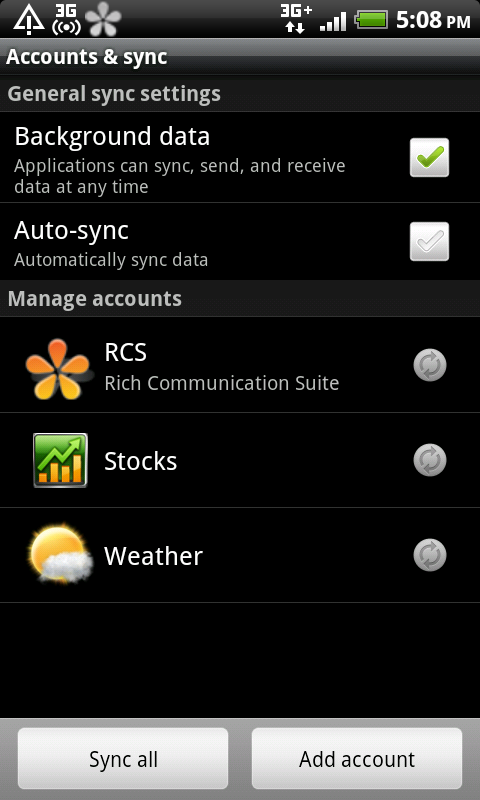 3G 3G+ 5:08 PM
Accounts & sync
General sync settings
Background data
Applications can sync, send, and receive
data at any time
Auto-sync
Automatically sync data
Manage accounts
RCS
Rich Communication Suite
Stocks
Weather
Sync all Add account